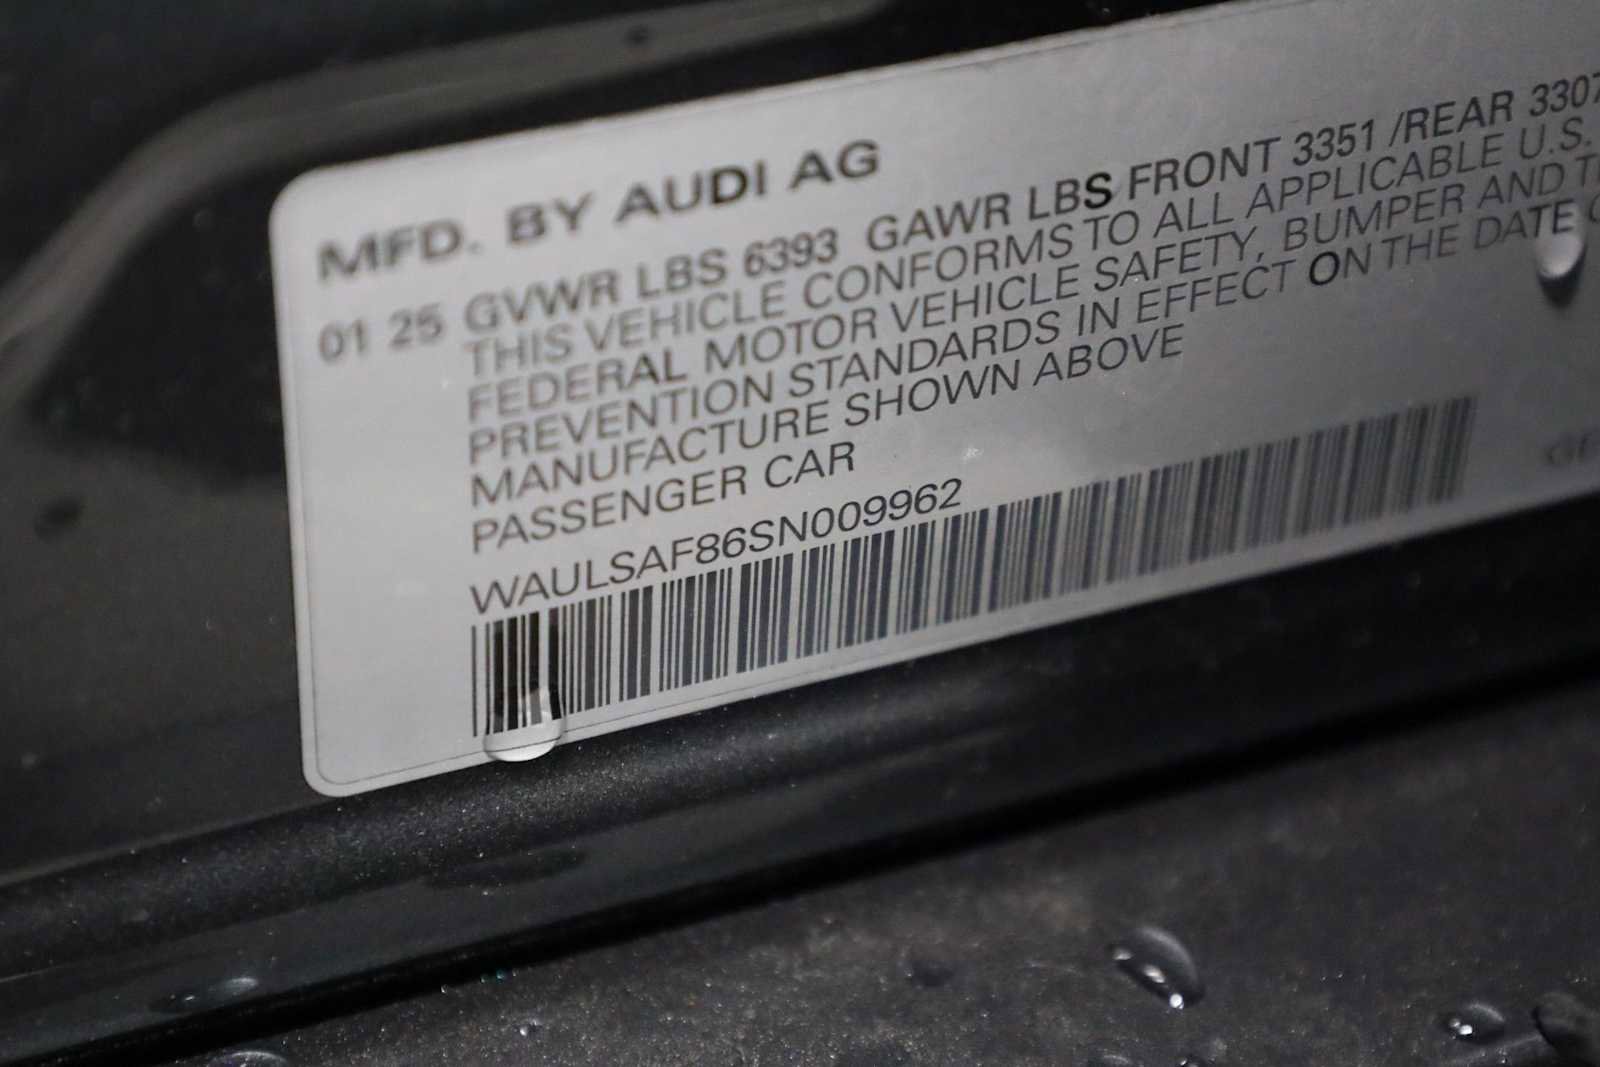 MFD. BY AUDI AG
01 25 GVWR LBS 6393 GAWR LBS FRONT 3351 /REAR 3307
THIS VEHICLE CONFORMS TO ALL APPLICABLE U.S.
FEDERAL MOTOR VEHICLE SAFETY, BUMPER AND
PREVENTION STANDARDS IN EFFECT ON THE DATE
MANUFACTURE SHOWN ABOVE
PASSENGER CAR
WAULSAF86SN009962